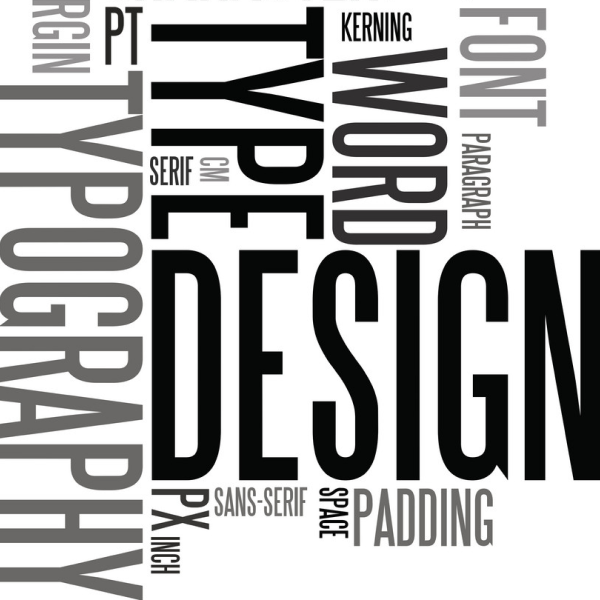 RGIN
PT
TYPE
KERNING
WORD
FONT
PARAGRAPH
SERIF
CM
TYPOGRAPHY
DESIGN
PX
INCH
SANS-SERIF
SPACE
PADDING